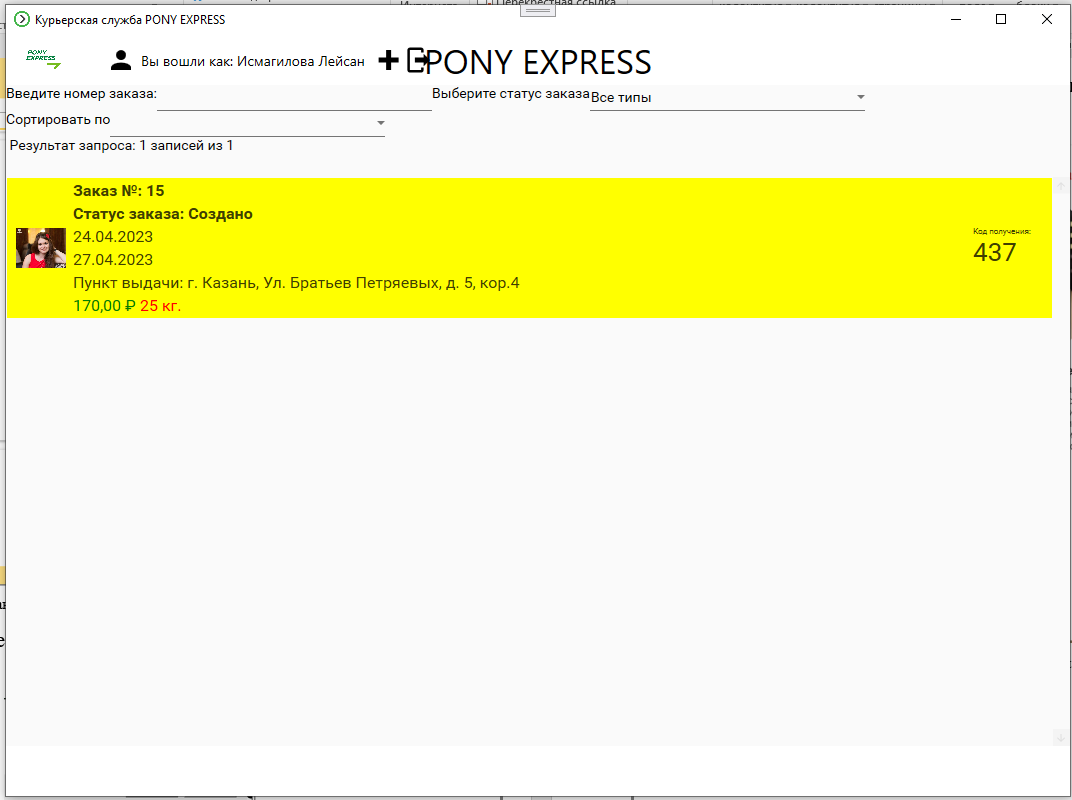 Перекрестная ссылка
Курьерская служба PONY EXPRESS
PONY
EXPRESS
Вы вошли как: Исмагилова Лейсан
PONY EXPRESS
Введите номер заказа:
Выберите статус заказа
Все типы
Сортировать по
Результат запроса: 1 записей из 1
Заказ №: 15
Статус заказа: Создано
24.04.2023
27.04.2023
Пункт выдачи: г. Казань, Ул. Братьев Петряевых, д. 5, кор.4
170,00 ₽ 25 кг.
Код получения:
437